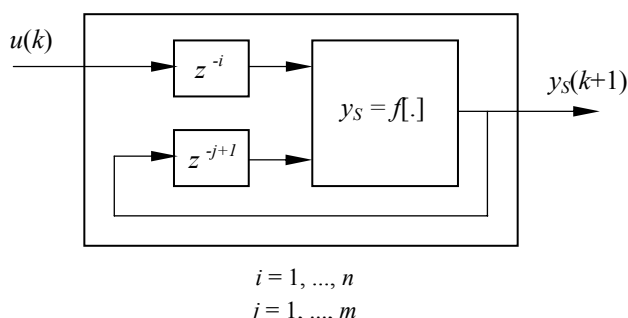 u(k)
z⁻ⁱ
y_S(k+1)
y_S = f[.]
z⁻ʲ⁺¹
i = 1, ..., n
j = 1, ..., m